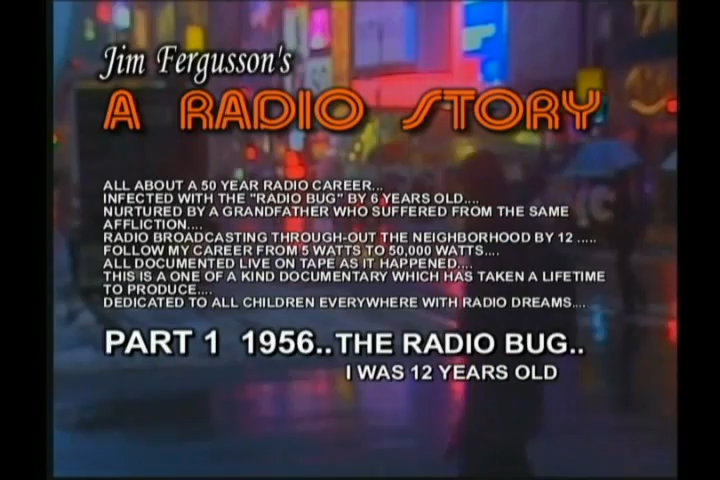 Jim Fergusson's
A RADIO STORY
ALL ABOUT A 50 YEAR RADIO CAREER...
INFECTED WITH THE "RADIO BUG" BY 6 YEARS OLD....
NURTURED BY A GRANDFATHER WHO SUFFERED FROM THE SAME
AFFLICTION....
RADIO BROADCASTING THROUGH-OUT THE NEIGHBORHOOD BY 12 .....
FOLLOW MY CAREER FROM 5 WATTS TO 50,000 WATTS....
ALL DOCUMENTED LIVE ON TAPE AS IT HAPPENED....
THIS IS A ONE OF A KIND DOCUMENTARY WHICH HAS TAKEN A LIFETIME
TO PRODUCE....
DEDICATED TO ALL CHILDREN EVERYWHERE WITH RADIO DREAMS....
PART 1 1956..THE RADIO BUG..
I WAS 12 YEARS OLD